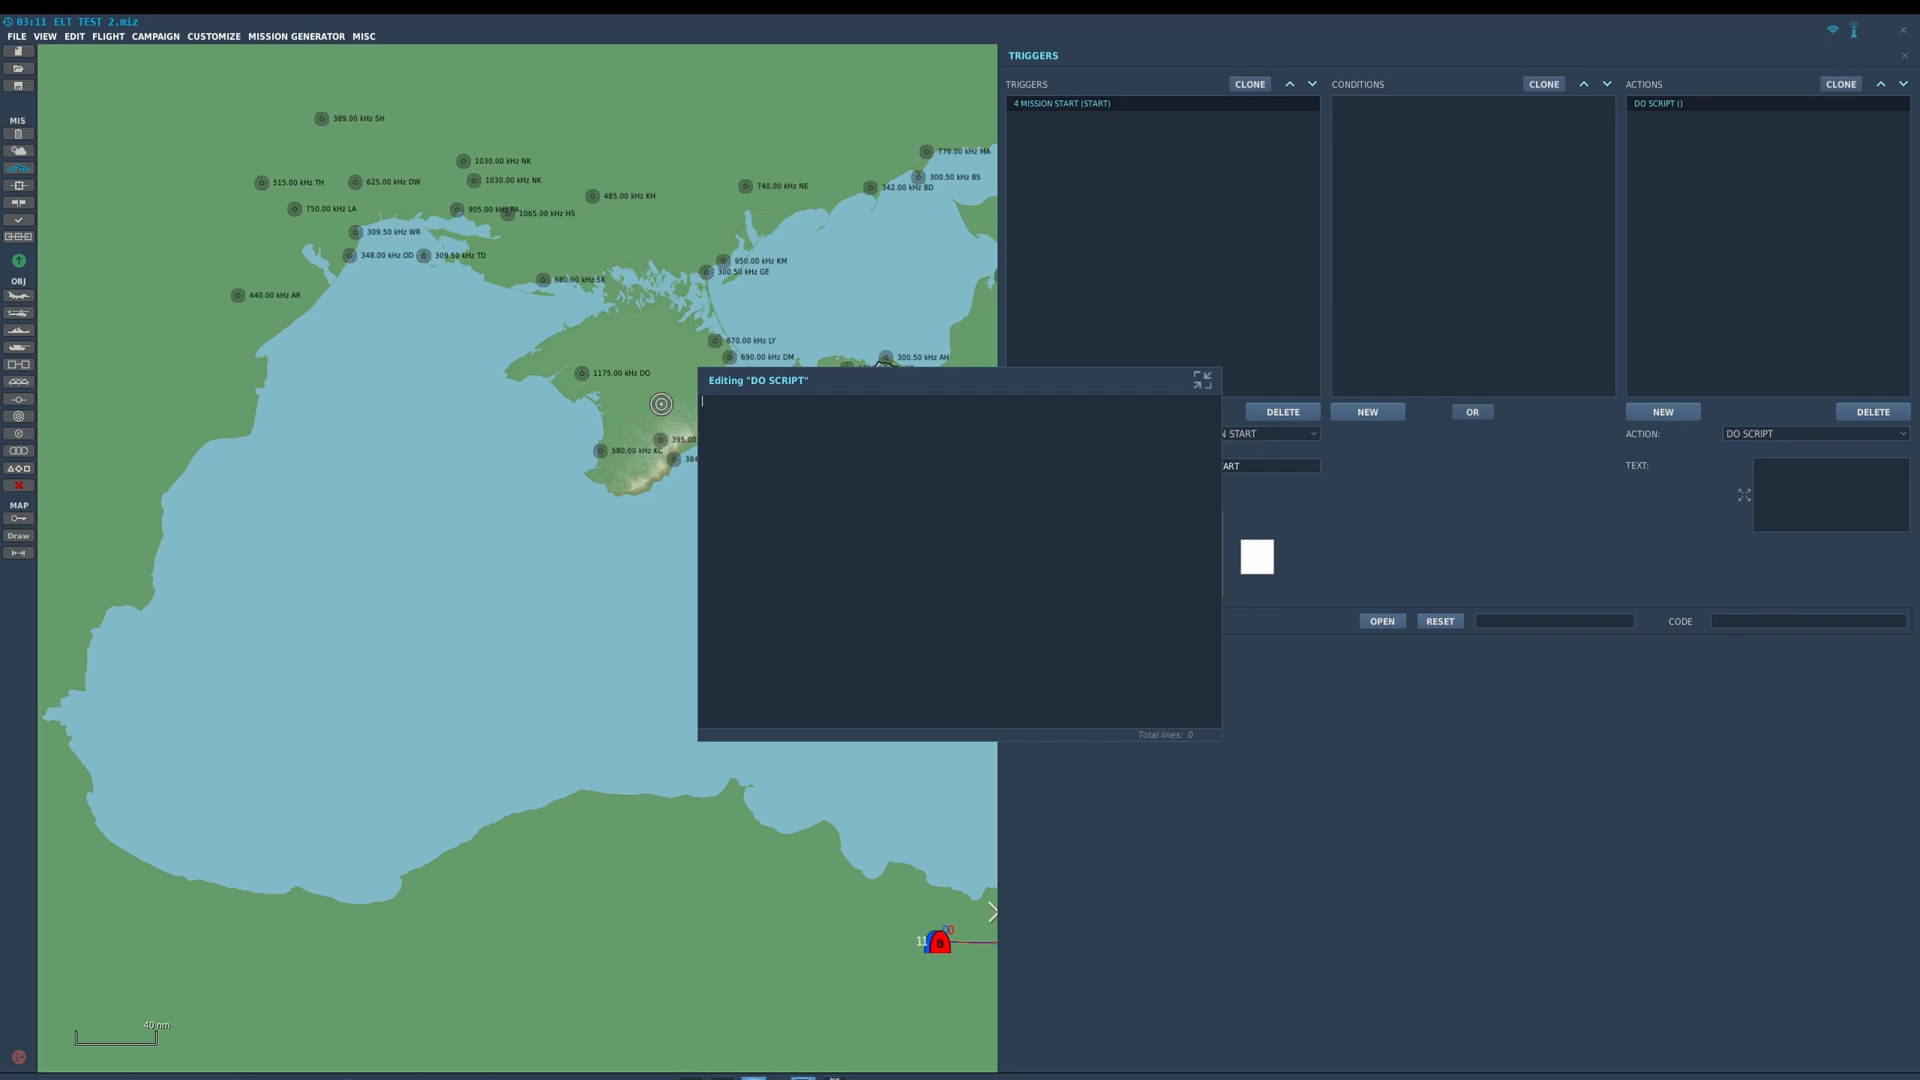 03:11 ELT TEST 2.miz
FILE VIEW EDIT FLIGHT CAMPAIGN CUSTOMIZE MISSION GENERATOR MISC
TRIGGERS
TRIGGERS CLONE CONDITIONS CLONE ACTIONS CLONE
4 MISSION START (START)
DO SCRIPT ()
MIS
OBJ
MAP
Draw
389.00 kHz SH
770.00 kHz MA
1030.00 kHz NK
1030.00 kHz NK
300.50 kHz BS
515.00 kHz TH
625.00 kHz DW
740.00 kHz NE
342.00 kHz BD
485.00 kHz KH
750.00 kHz LA
905.00 kHz
1065.00 kHz HS
309.50 kHz WR
348.00 kHz OD
309.50 kHz TD
950.00 kHz KM
300.50 kHz GE
680.00 kHz SK
440.00 kHz AR
670.00 kHz LY
690.00 kHz DM
300.50 kHz AH
1175.00 kHz DO
395.00
580.00 kHz KC
384
Editing "DO SCRIPT"
Total lines: 0
DELETE NEW OR NEW DELETE
N START
ART
ACTION: DO SCRIPT
TEXT:
OPEN RESET CODE
11
B
40 nm